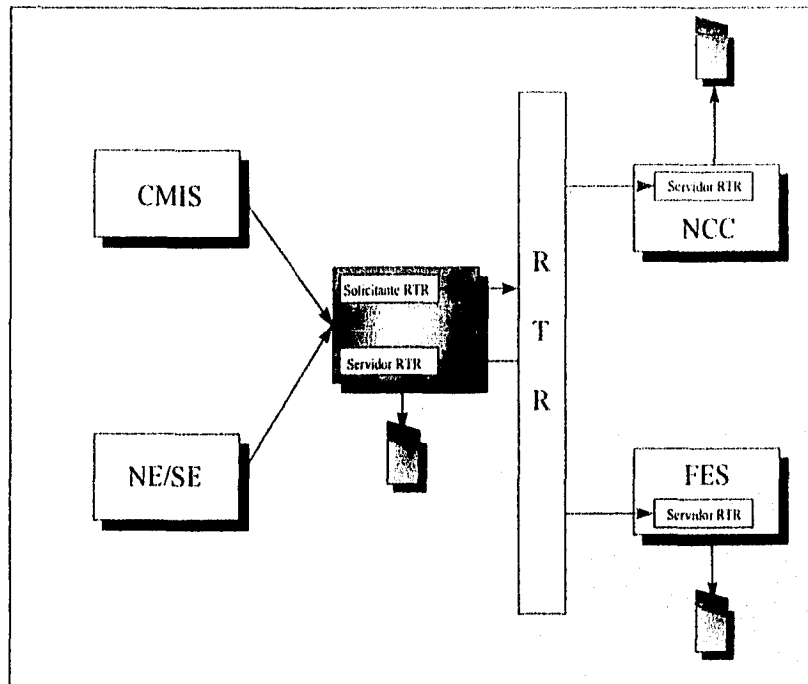 CMIS
NE/SE
Solicitante RTR
Servidor RTR
R
T
R
Servidor RTR
NCC
FES
Servidor RTR